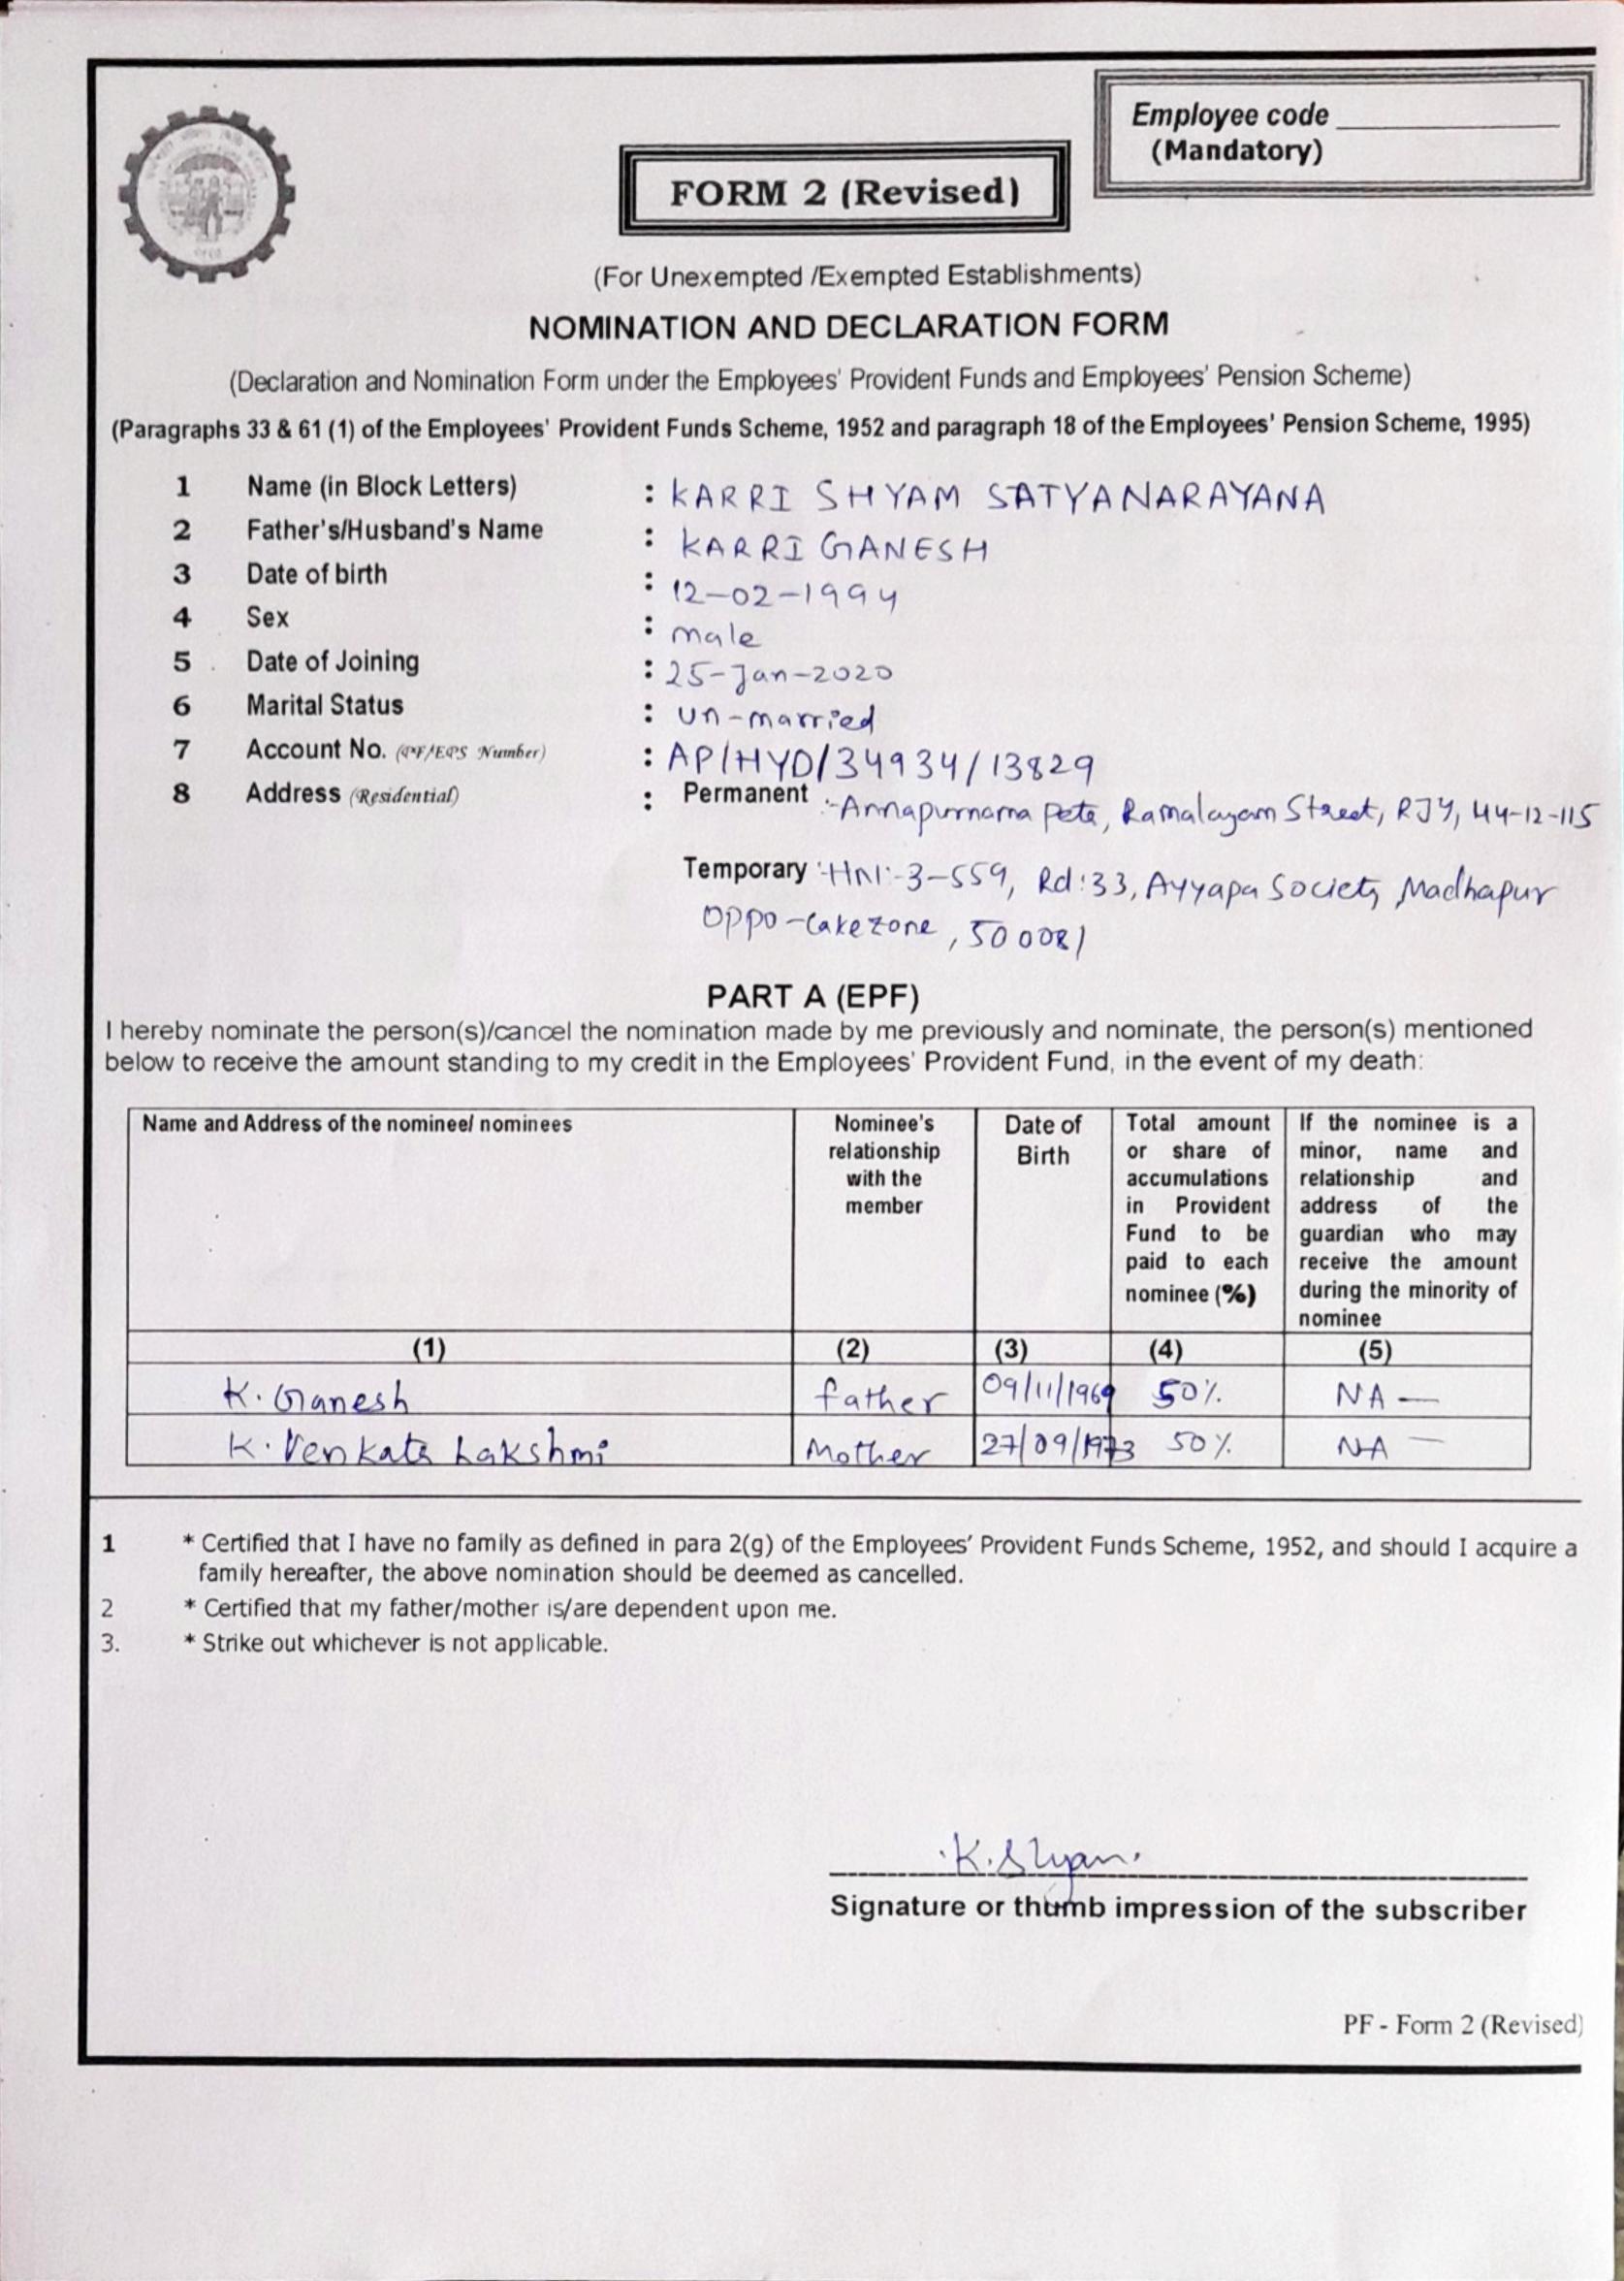 Employee code
(Mandatory)
FORM 2 (Revised)
(For Unexempted /Exempted Establishments)
NOMINATION AND DECLARATION FORM
(Declaration and Nomination Form under the Employees' Provident Funds and Employees' Pension Scheme)
(Paragraphs 33 & 61 (1) of the Employees' Provident Funds Scheme, 1952 and paragraph 18 of the Employees' Pension Scheme, 1995)
1 Name (in Block Letters) : KARRI SHYAM SATYANARAYANA
2 Father's/Husband's Name : KARRI GANESH
3 Date of birth : 12-02-1994
4 Sex : male
5 Date of Joining : 25-Jan-2020
6 Marital Status : un-married
7 Account No. (PF/EPS Number) : AP/HYD/34934/13829
8 Address (Residential) : Permanent :- Annapurnama Peta, Ramalayam Street, RJY, 44-12-115
Temporary :3-559, Rd:33, Ayyapa Society Madhapur
Oppo-Cakezone, 500081
PART A (EPF)
I hereby nominate the person(s)/cancel the nomination made by me previously and nominate, the person(s) mentioned
below to receive the amount standing to my credit in the Employees' Provident Fund, in the event of my death:
Name and Address of the nominee/ nominees
Nominee's
relationship
with the
member
Date of
Birth
Total amount
or share of
accumulations
in Provident
Fund to be
paid to each
nominee (%)
If the nominee is a
minor, name and
relationship and
address of the
guardian who may
receive the amount
during the minority of
nominee
(1) (2) (3) (4) (5)
K. Ganesh father 09/11/1969 50% NA —
K. Venkata Lakshmi Mother 27/09/1973 50% NA —
1 * Certified that I have no family as defined in para 2(g) of the Employees' Provident Funds Scheme, 1952, and should I acquire a
family hereafter, the above nomination should be deemed as cancelled.
2 * Certified that my father/mother is/are dependent upon me.
3. * Strike out whichever is not applicable.
K. Shyam.
Signature or thumb impression of the subscriber
PF - Form 2 (Revised)